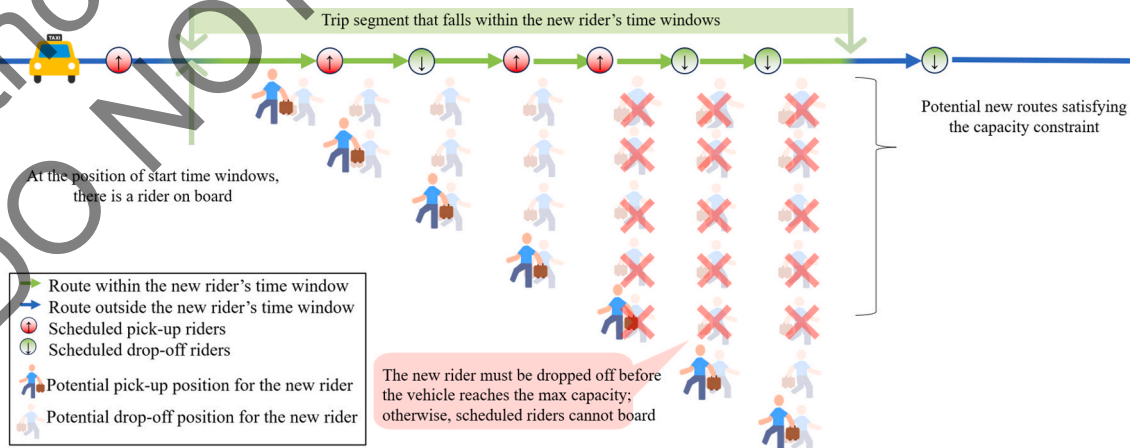 Trip segment that falls within the new rider's time windows
TAXI
Potential new routes satisfying
the capacity constraint
At the position of start time windows,
there is a rider on board
Route within the new rider's time window
Route outside the new rider's time window
Scheduled pick-up riders
Scheduled drop-off riders
Potential pick-up position for the new rider
Potential drop-off position for the new rider
The new rider must be dropped off before
the vehicle reaches the max capacity;
otherwise, scheduled riders cannot board
DO NO